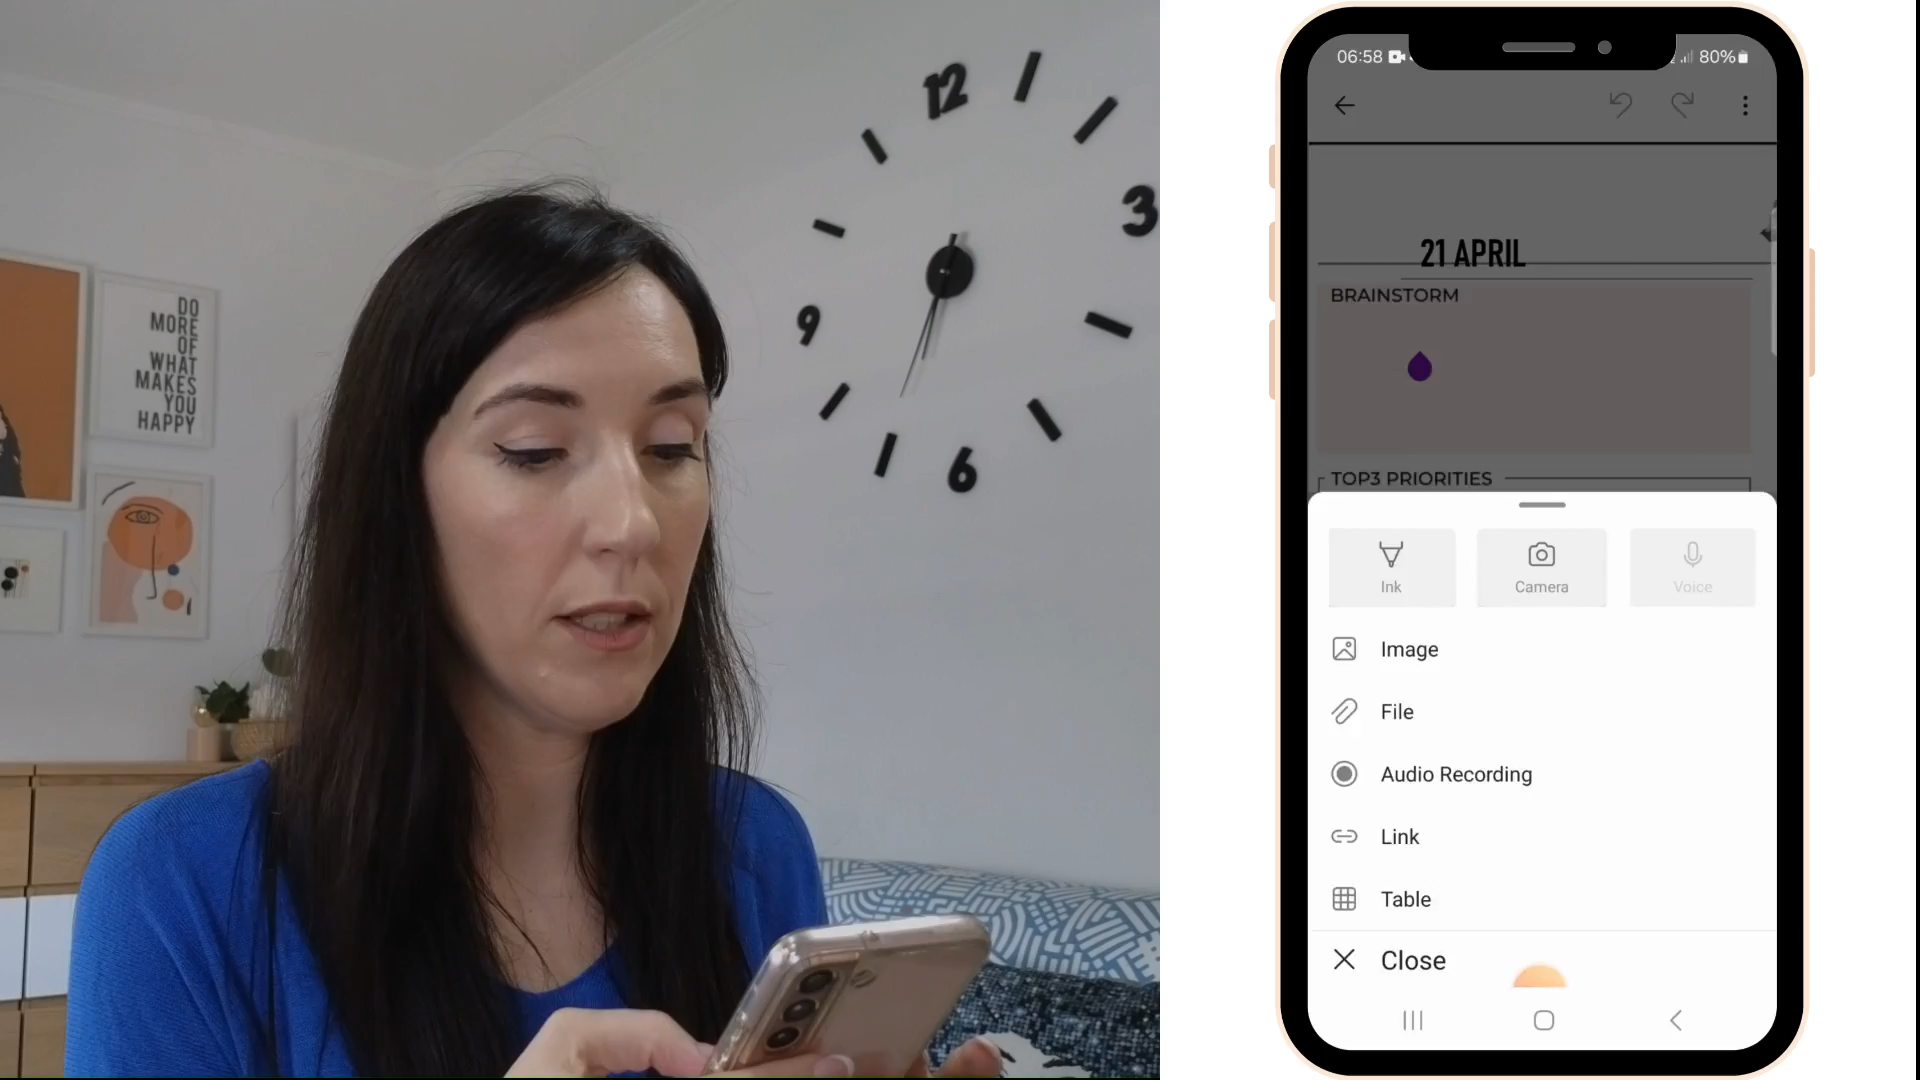 12
3
9
6
DO
MORE
OF
WHAT
MAKES
YOU
HAPPY
06:58
80%
21 APRIL
BRAINSTORM
TOP3 PRIORITIES
Ink
Camera
Voice
Image
File
Audio Recording
Link
Table
Close